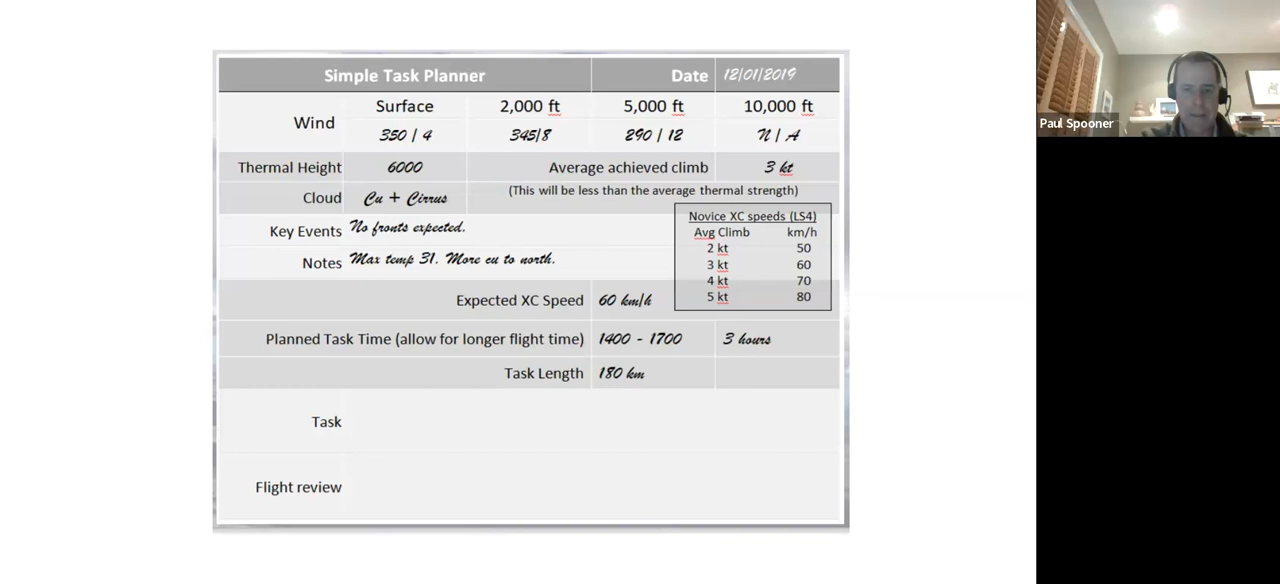 Simple Task Planner Date 12/01/2019
Wind Surface 2,000 ft 5,000 ft 10,000 ft
350 / 4 345/8 290 / 12 N / A
Thermal Height 6000 Average achieved climb 3 kt
Cloud Cu + Cirrus (This will be less than the average thermal strength)
Key Events No fronts expected.
Notes Max temp 31. More cu to north.
Novice XC speeds (LS4)
Avg Climb km/h
2 kt 50
3 kt 60
4 kt 70
5 kt 80
Expected XC Speed 60 km/h
Planned Task Time (allow for longer flight time) 1400 - 1700 3 hours
Task Length 180 km
Task
Flight review
Paul Spooner